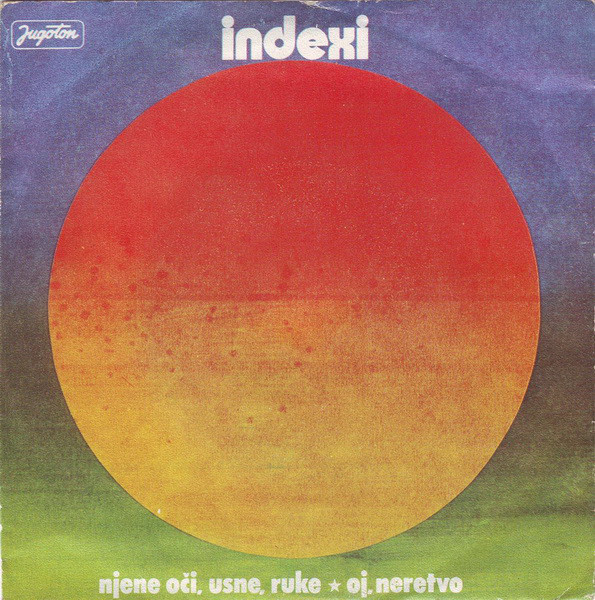 Jugoton
indexi
njene oči, usne, ruke ★ oj, neretvo